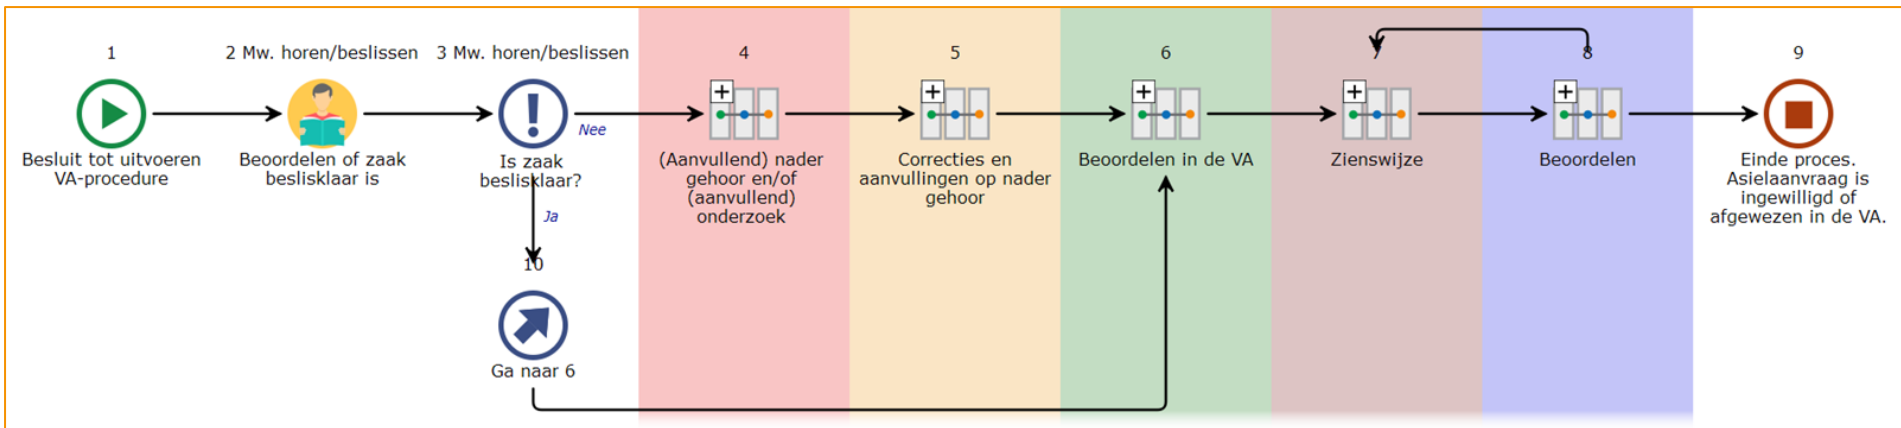 1
2 Mw. horen/beslissen
3 Mw. horen/beslissen
4
5
6
7
8
9
Nee
Besluit tot uitvoeren
VA-procedure
Beoordelen of zaak
beslisklaar is
Is zaak
beslisklaar?
(Aanvullend) nader
gehoor en/of
(aanvullend)
onderzoek
Correcties en
aanvullingen op nader
gehoor
Beoordelen in de VA
Zienswijze
Beoordelen
Einde proces.
Asielaanvraag is
ingewilligd of
afgewezen in de VA.
Ja
10
Ga naar 6